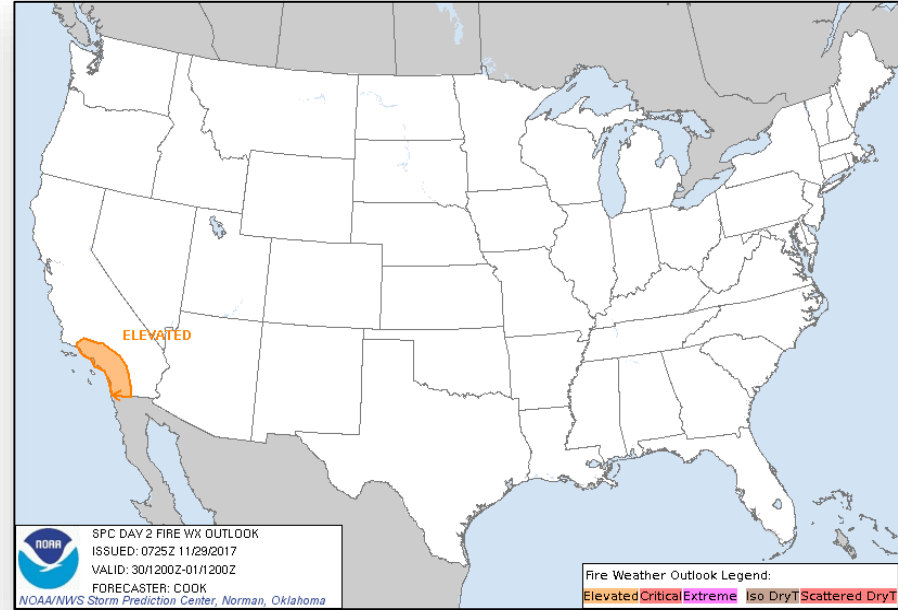 ELEVATED
NOAA
SPC DAY 2 FIRE WX OUTLOOK
ISSUED: 0725Z 11/29/2017
VALID: 30/1200Z-01/1200Z
FORECASTER: COOK
NOAA/NWS Storm Prediction Center, Norman, Oklahoma
Fire Weather Outlook Legend:
Elevated Critical Extreme Iso DryT Scattered DryT